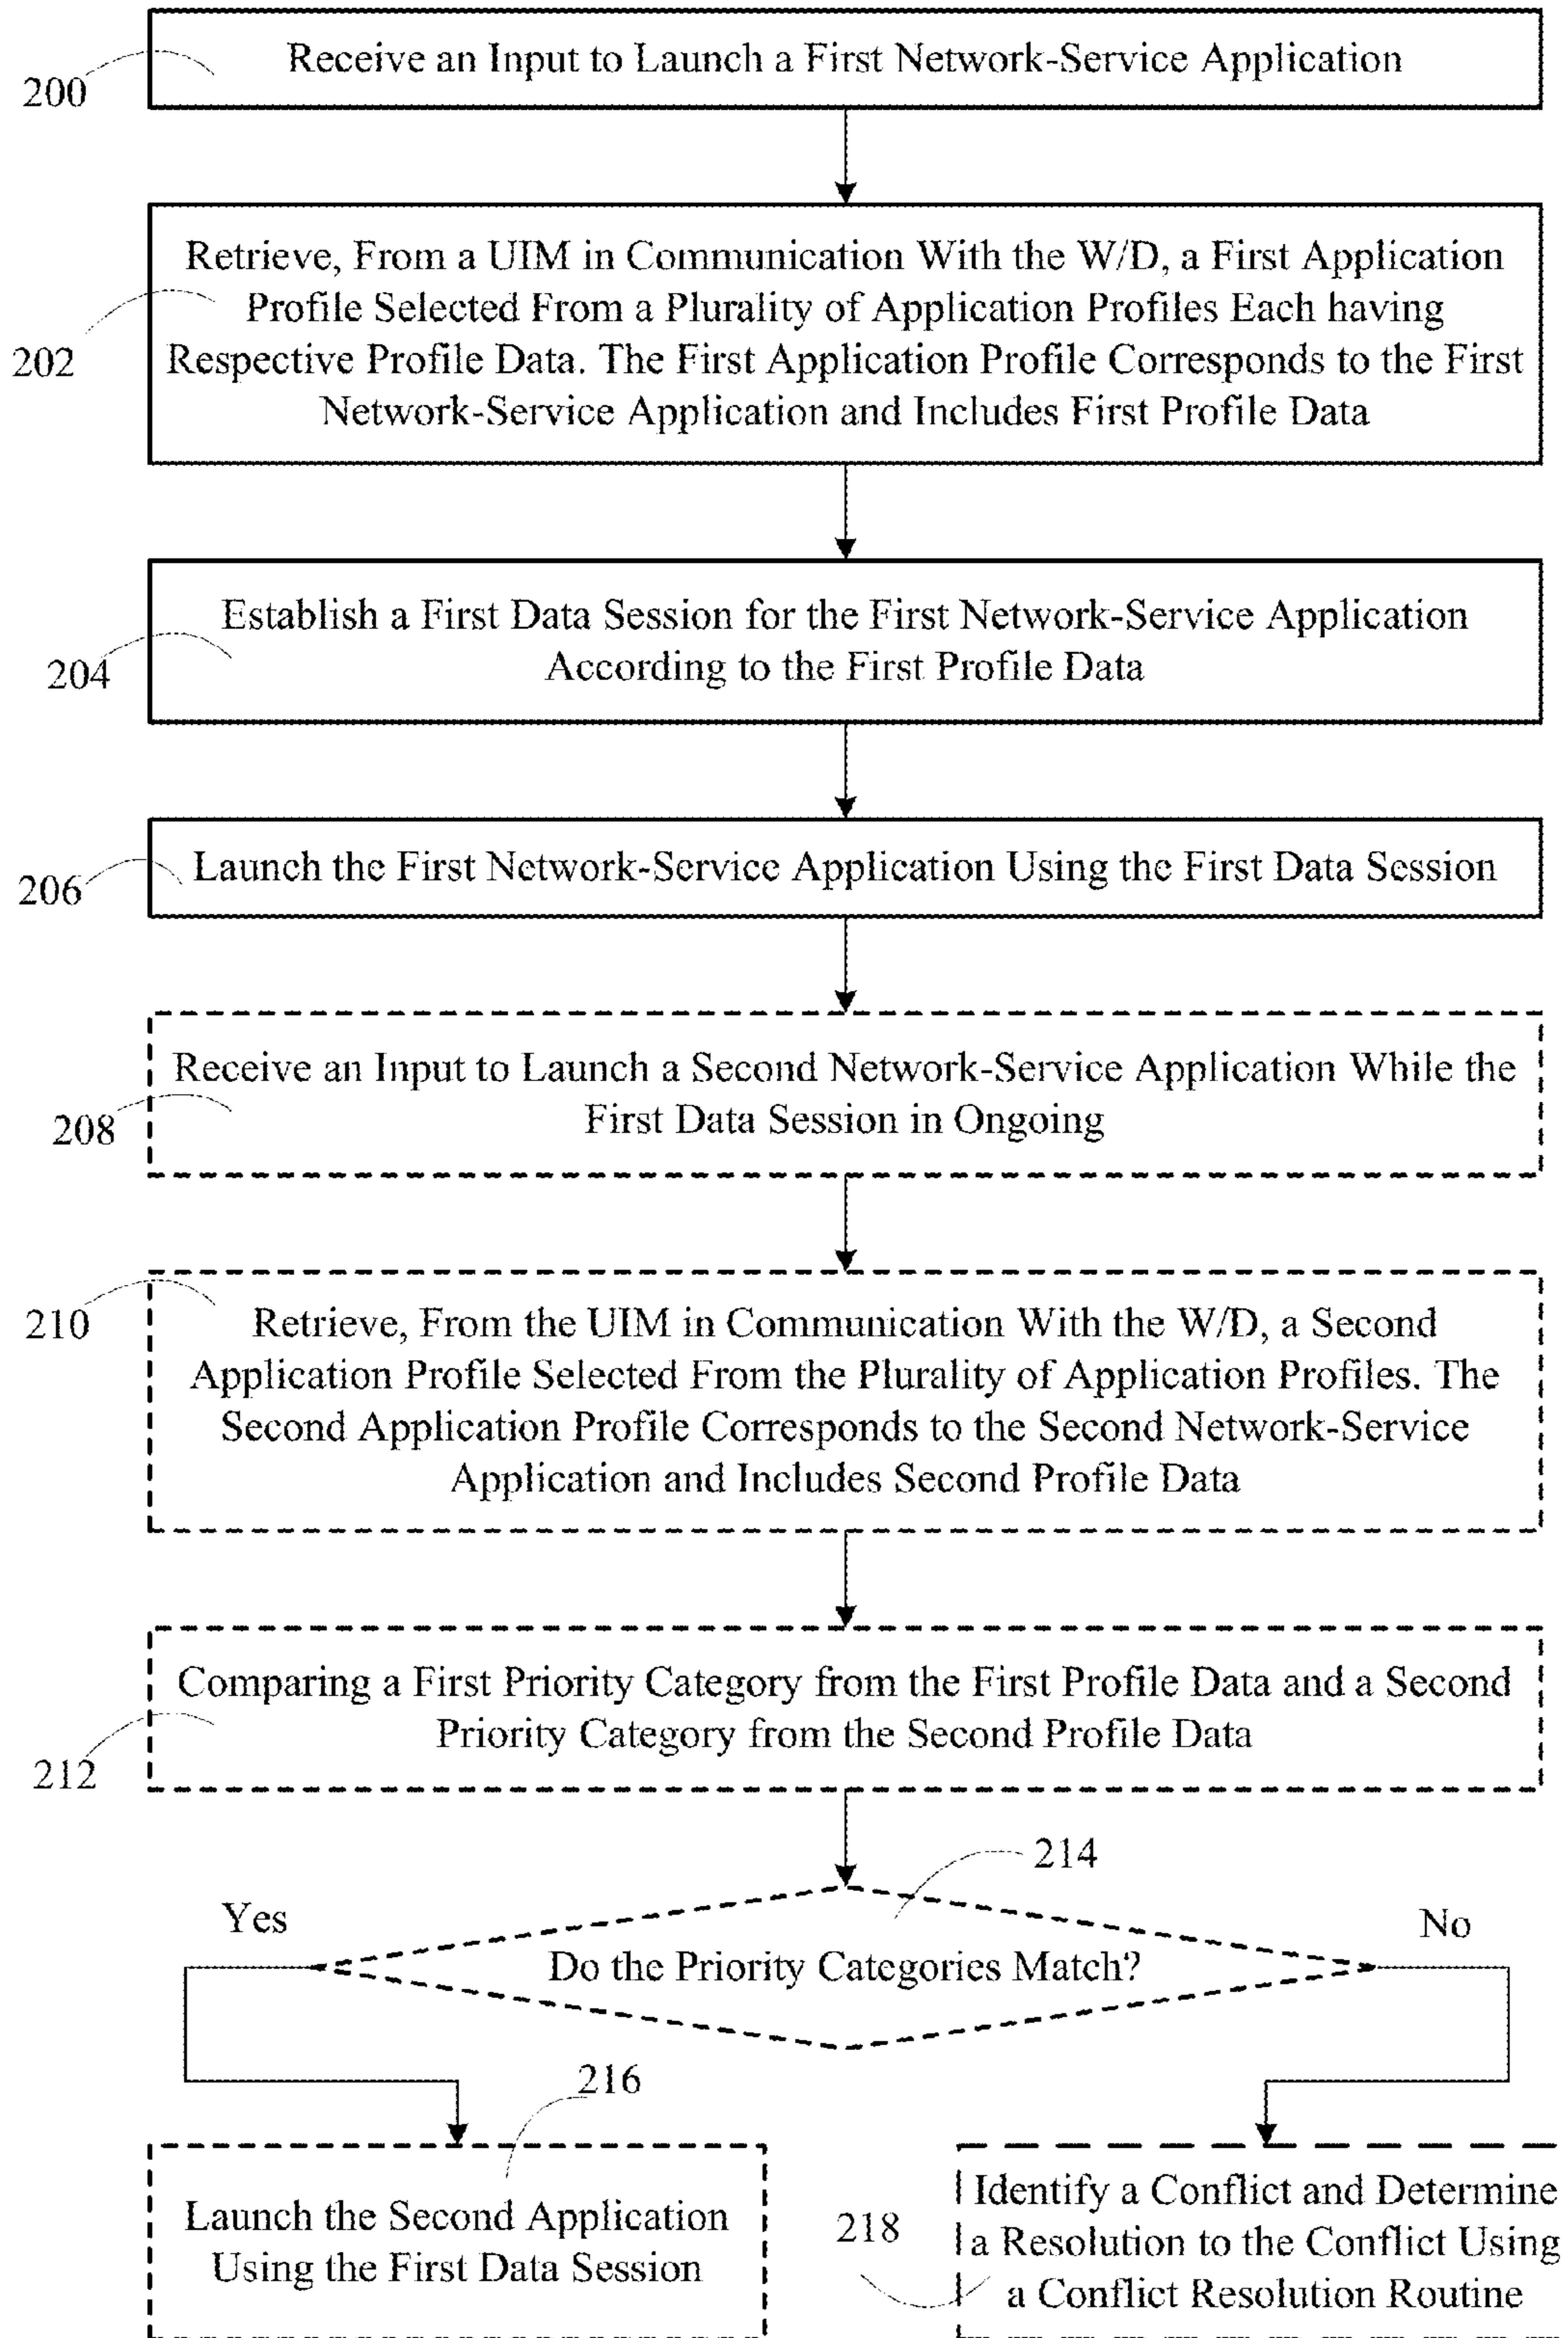 Receive an Input to Launch a First Network-Service Application
200
Retrieve, From a UIM in Communication With the W/D, a First Application
Profile Selected From a Plurality of Application Profiles Each having
Respective Profile Data. The First Application Profile Corresponds to the First
Network-Service Application and Includes First Profile Data
202
Establish a First Data Session for the First Network-Service Application
According to the First Profile Data
204
Launch the First Network-Service Application Using the First Data Session
206
Receive an Input to Launch a Second Network-Service Application While the
First Data Session in Ongoing
208
Retrieve, From the UIM in Communication With the W/D, a Second
Application Profile Selected From the Plurality of Application Profiles. The
Second Application Profile Corresponds to the Second Network-Service
Application and Includes Second Profile Data
210
Comparing a First Priority Category from the First Profile Data and a Second
Priority Category from the Second Profile Data
212
214
Yes
No
Do the Priority Categories Match?
216
Launch the Second Application
Using the First Data Session
218
Identify a Conflict and Determine
a Resolution to the Conflict Using
a Conflict Resolution Routine